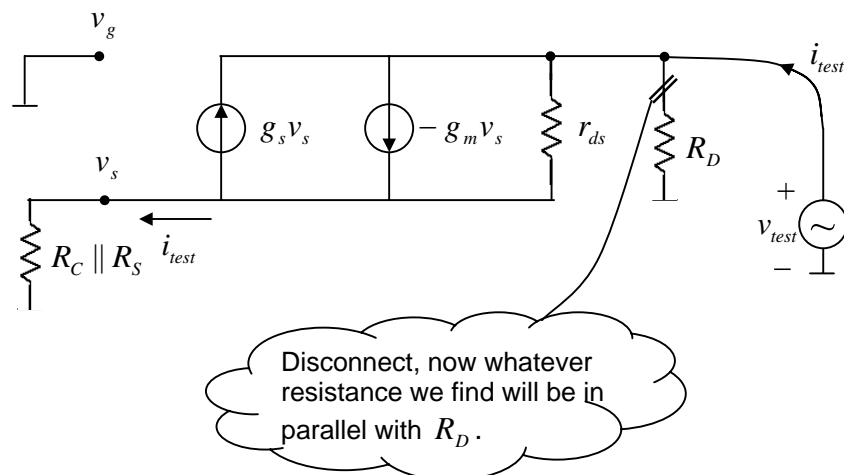 v_g
i_test
g_s v_s
− g_m v_s
r_ds
R_D
v_s
+
v_test
~
−
i_test
R_C || R_S
Disconnect, now whatever
resistance we find will be in
parallel with R_D .